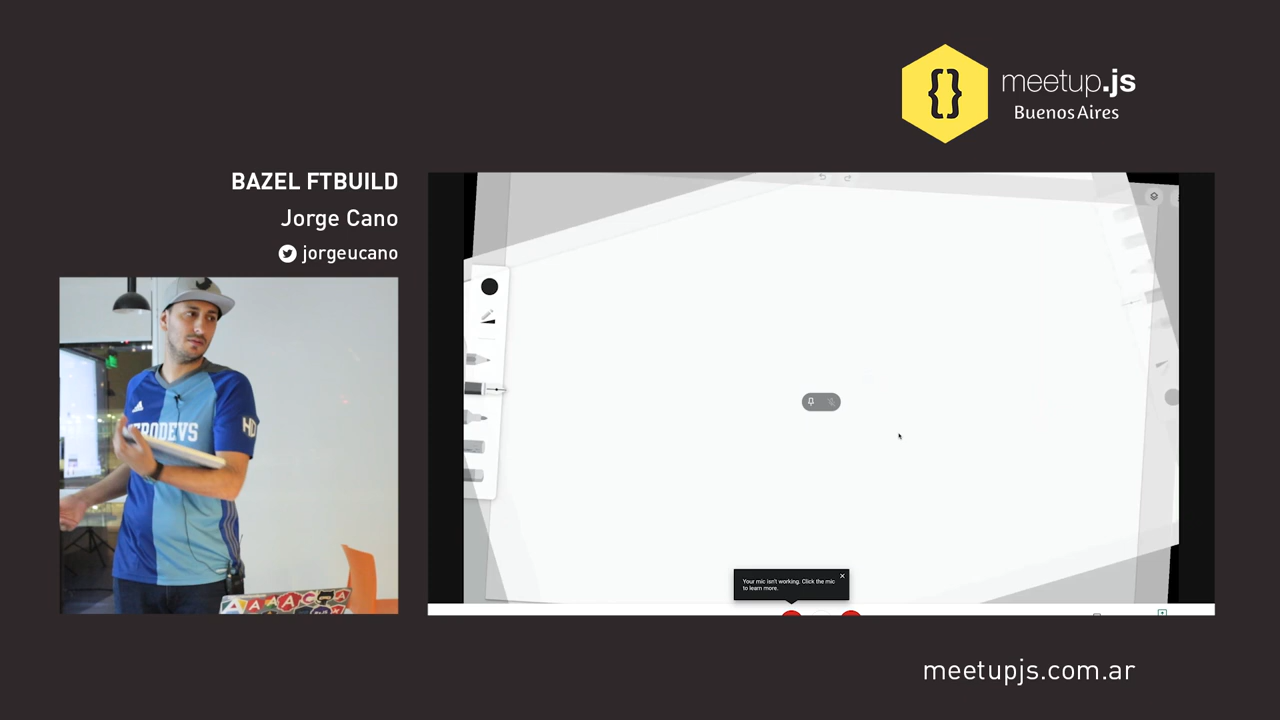 {}
meetup.js
Buenos Aires
BAZEL FTBUILD
Jorge Cano
jorgeucano
HD
Your mic isn't working. Click the mic
to learn more.
meetupjs.com.ar